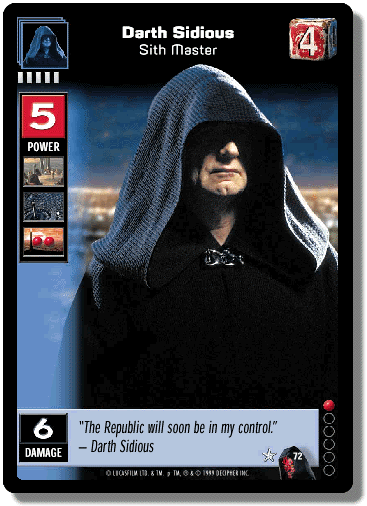 Darth Sidious
Sith Master
4
5
POWER
6
DAMAGE
"The Republic will soon be in my control."
– Darth Sidious
72
© LUCASFILM LTD. & TM. p TM, ® & © 1999 DECIPHER INC.